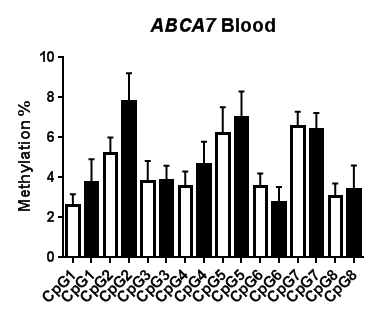 ABCA7 Blood
10
8
6
4
2
0
Methylation %
CpG1
CpG1
CpG2
CpG2
CpG3
CpG3
CpG4
CpG4
CpG5
CpG5
CpG6
CpG6
CpG7
CpG7
CpG8
CpG8